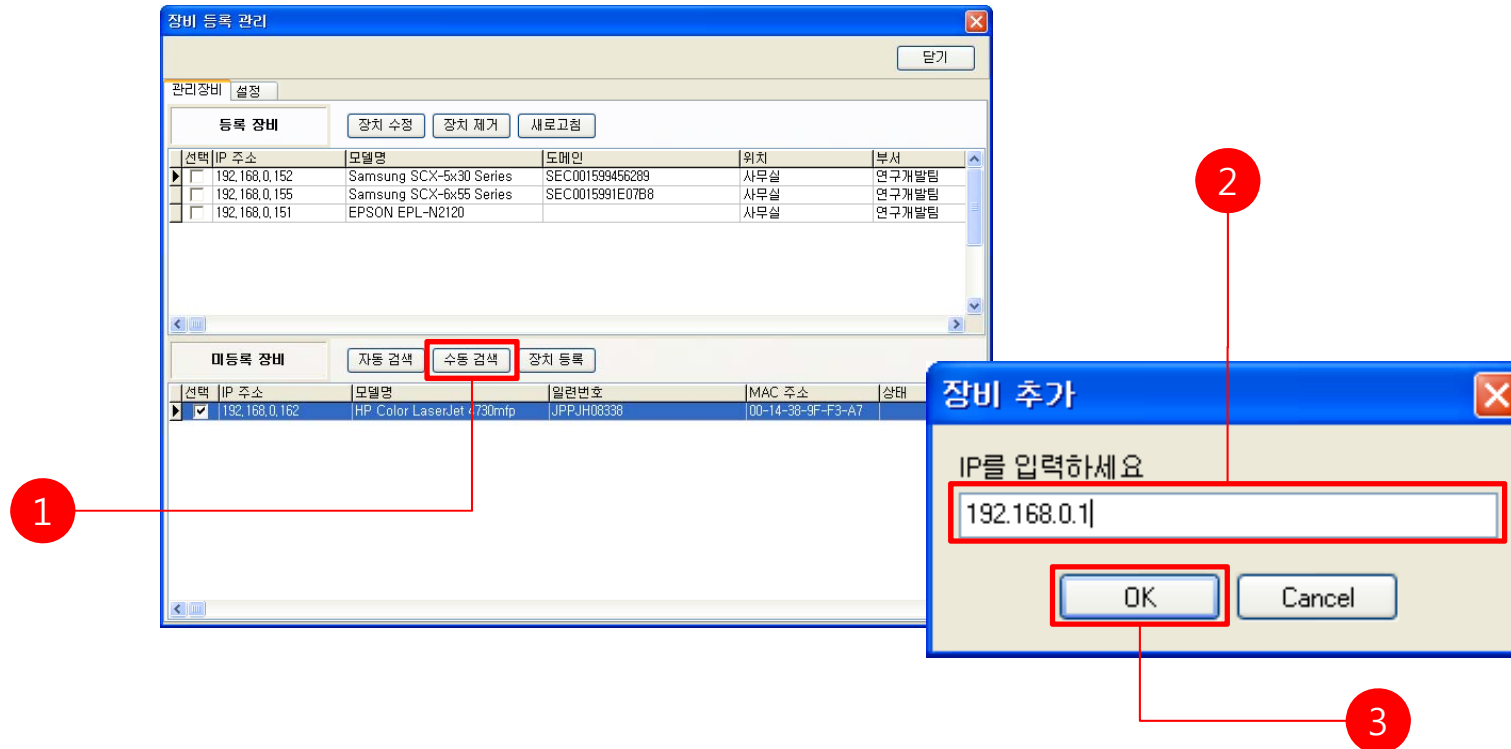 장비 등록 관리
닫기
관리장비 설정
등록 장비 장치 수정 장치 제거 새로고침
선택 IP 주소 모델명 도메인 위치 부서
192,168,0,152 Samsung SCX-5x30 Series SEC001599456289 사무실 연구개발팀
192,168,0,155 Samsung SCX-6x55 Series SEC0015991E07B8 사무실 연구개발팀
192,168,0,151 EPSON EPL-N2120 사무실 연구개발팀
미등록 장비 자동 검색 수동 검색 장치 등록
선택 IP 주소 모델명 일련번호 MAC 주소 상태
192,168,0,162 HP Color LaserJet 4730mfp JPPJH08338 00-14-38-9F-F3-A7
1
2
장비 추가
IP를 입력하세요
192.168.0.1
OK Cancel
3